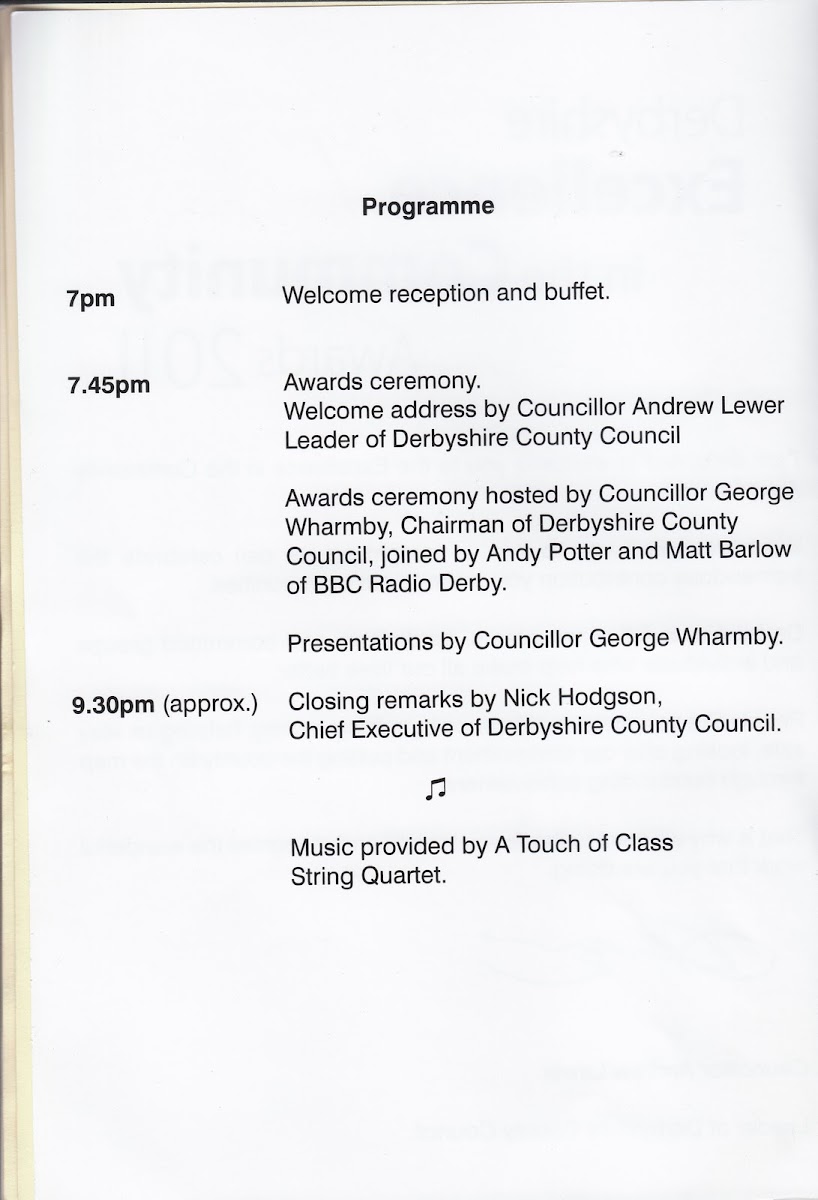 Programme
7pm Welcome reception and buffet.
7.45pm Awards ceremony.
Welcome address by Councillor Andrew Lewer
Leader of Derbyshire County Council
Awards ceremony hosted by Councillor George
Wharmby, Chairman of Derbyshire County
Council, joined by Andy Potter and Matt Barlow
of BBC Radio Derby.
Presentations by Councillor George Wharmby.
9.30pm (approx.) Closing remarks by Nick Hodgson,
Chief Executive of Derbyshire County Council.
♫
Music provided by A Touch of Class
String Quartet.